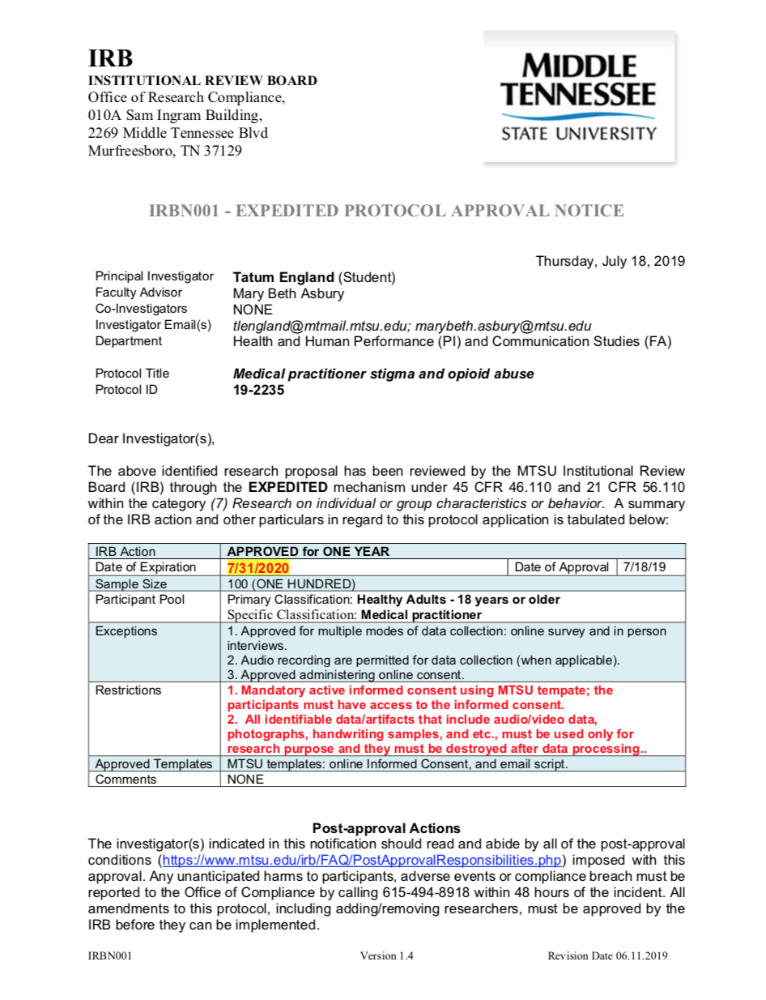 IRB
INSTITUTIONAL REVIEW BOARD
Office of Research Compliance,
010A Sam Ingram Building,
2269 Middle Tennessee Blvd
Murfreesboro, TN 37129
MIDDLE
TENNESSEE
STATE UNIVERSITY
IRBN001 - EXPEDITED PROTOCOL APPROVAL NOTICE
Thursday, July 18, 2019
Principal Investigator Tatum England (Student)
Faculty Advisor Mary Beth Asbury
Co-Investigators NONE
Investigator Email(s) tlengland@mtmail.mtsu.edu; marybeth.asbury@mtsu.edu
Department Health and Human Performance (PI) and Communication Studies (FA)
Protocol Title Medical practitioner stigma and opioid abuse
Protocol ID 19-2235
Dear Investigator(s),
The above identified research proposal has been reviewed by the MTSU Institutional Review
Board (IRB) through the EXPEDITED mechanism under 45 CFR 46.110 and 21 CFR 56.110
within the category (7) Research on individual or group characteristics or behavior. A summary
of the IRB action and other particulars in regard to this protocol application is tabulated below:
IRB Action APPROVED for ONE YEAR
Date of Expiration 7/31/2020 Date of Approval 7/18/19
Sample Size 100 (ONE HUNDRED)
Participant Pool Primary Classification: Healthy Adults - 18 years or older
Specific Classification: Medical practitioner
Exceptions 1. Approved for multiple modes of data collection: online survey and in person
interviews.
2. Audio recording are permitted for data collection (when applicable).
3. Approved administering online consent.
Restrictions 1. Mandatory active informed consent using MTSU tempate; the
participants must have access to the informed consent.
2. All identifiable data/artifacts that include audio/video data,
photographs, handwriting samples, and etc., must be used only for
research purpose and they must be destroyed after data processing..
Approved Templates MTSU templates: online Informed Consent, and email script.
Comments NONE
Post-approval Actions
The investigator(s) indicated in this notification should read and abide by all of the post-approval
conditions (https://www.mtsu.edu/irb/FAQ/PostApprovalResponsibilities.php) imposed with this
approval. Any unanticipated harms to participants, adverse events or compliance breach must be
reported to the Office of Compliance by calling 615-494-8918 within 48 hours of the incident. All
amendments to this protocol, including adding/removing researchers, must be approved by the
IRB before they can be implemented.
IRBN001 Version 1.4 Revision Date 06.11.2019